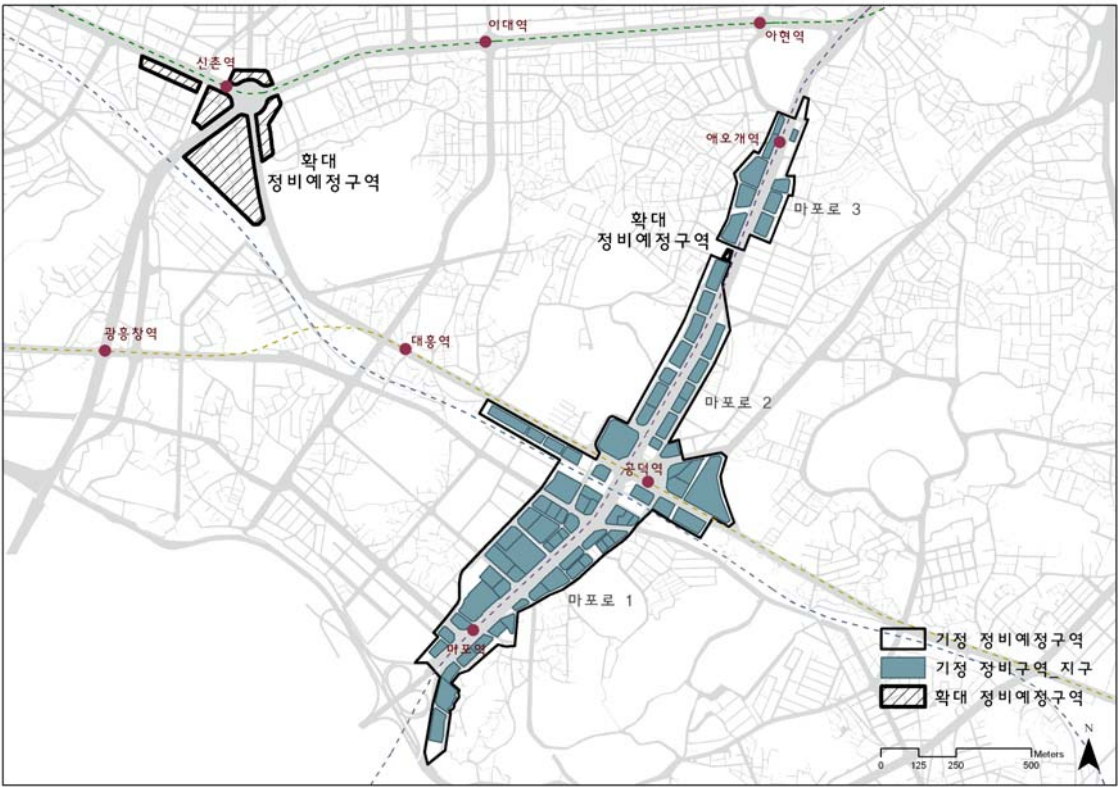 이대역
아현역
신촌역
애오개역
확대
정비예정구역
마포로 3
확대
정비예정구역
광흥창역
대흥역
마포로 2
공덕역
마포로 1
마포역
기정 정비예정구역
기정 정비구역_지구
확대 정비예정구역
N
Meters
0 125 250 500